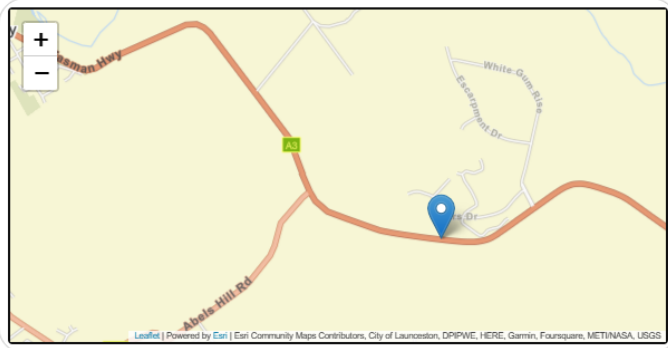 +
−
asman Hwy
White Gum Rise
Escarpment Dr
A3
rs Dr
Abels Hill Rd
Leaflet | Powered by Esri | Esri Community Maps Contributors, City of Launceston, DPIPWE, HERE, Garmin, Foursquare, METI/NASA, USGS